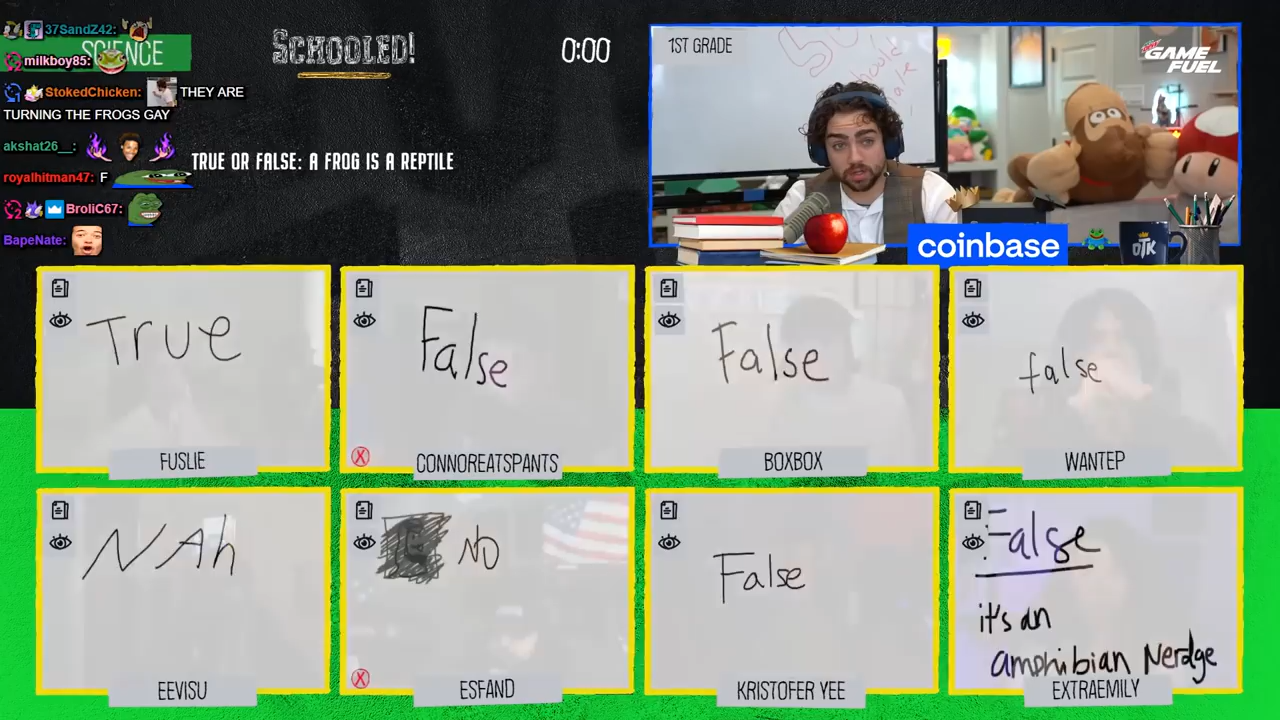 37SandZ42:
SCIENCE
milkboy85:
StokedChicken: THEY ARE
TURNING THE FROGS GAY
akshat26__:
royalhitman47: F
BroliC67:
BapeNate:
SCHOOLED!
0:00
TRUE OR FALSE: A FROG IS A REPTILE
1ST GRADE
GAME
FUEL
coinbase
OTK
True
FUSLIE
False
CONNOREATSPANTS
False
BOXBOX
false
WANTEP
NAh
EEVISU
NO
ESFAND
False
KRISTOFER YEE
False
it's an
amphibian Nerdge
EXTRAEMILY